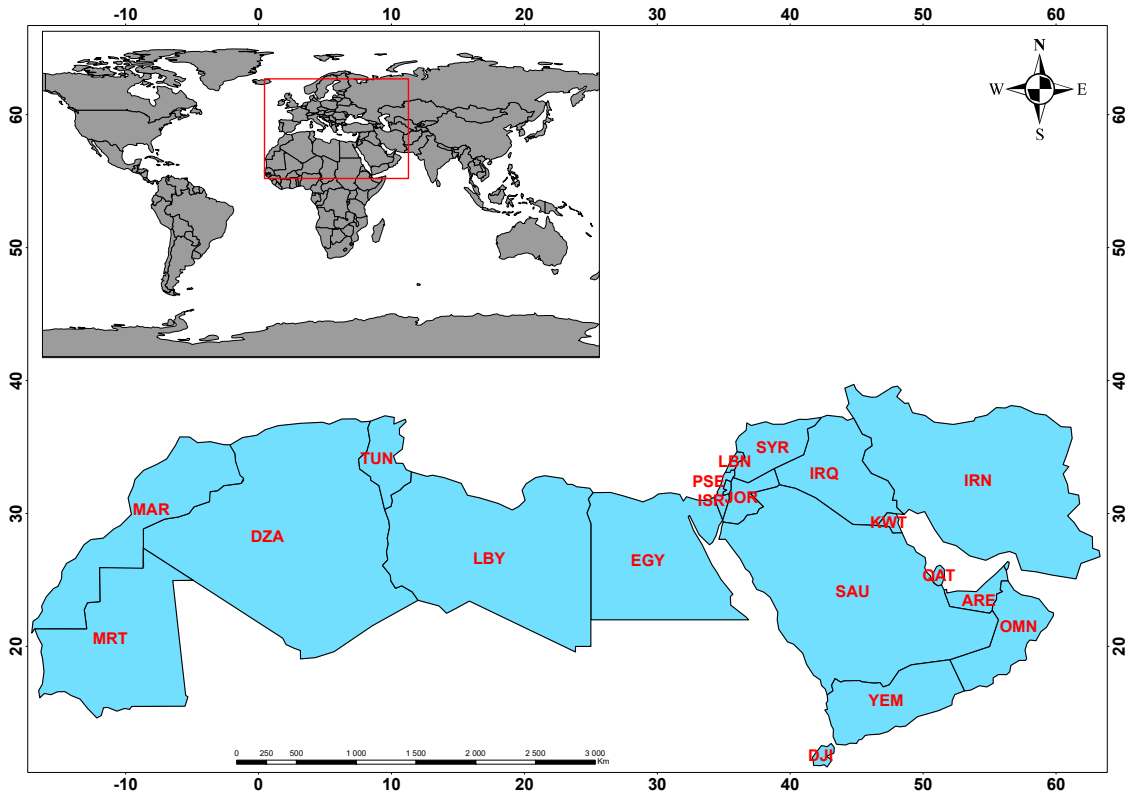 -10 0 10 20 30 40 50 60
N
W E
S
60 60
50 50
40 40
SYR
LBN
TUN
IRQ
PSE
IRN
ISR JOR
MAR
30 30
KWT
DZA
LBY
EGY
QAT
SAU
ARE
OMN
MRT
20 20
YEM
DJI
0 250 500 1 000 1 500 2 000 2 500 3 000
Km
-10 0 10 20 30 40 50 60